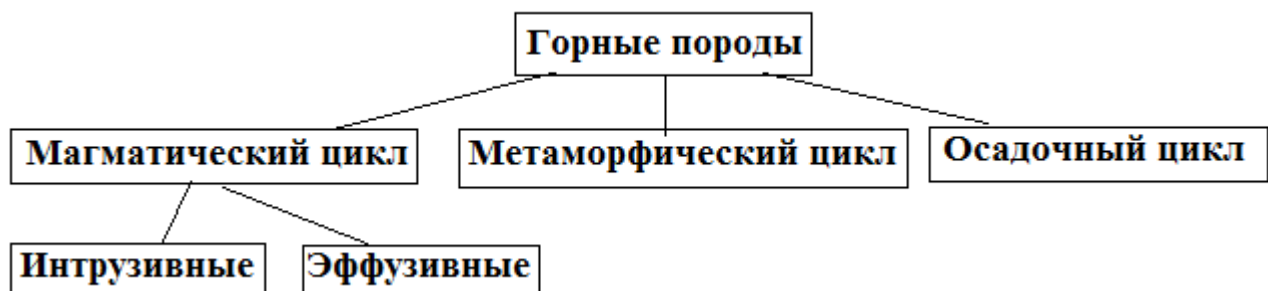 Горные породы
Магматический цикл
Метаморфический цикл
Осадочный цикл
Интрузивные
Эффузивные